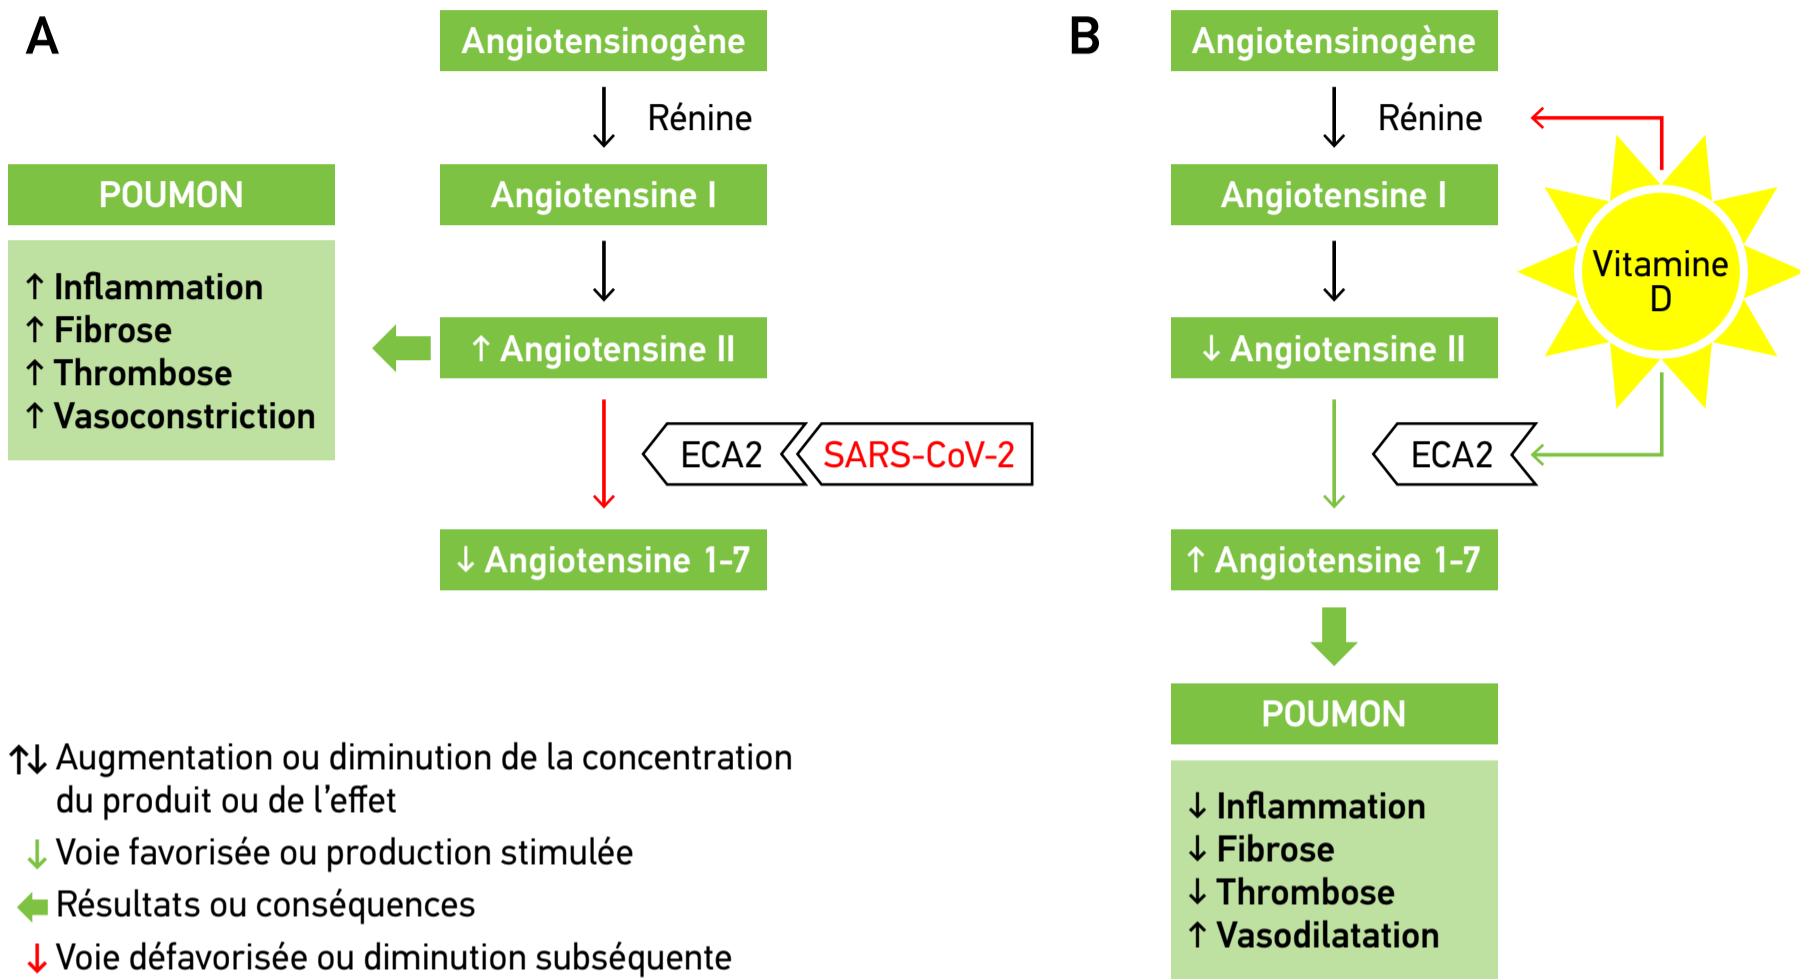 A
Angiotensinogène
Rénine
Angiotensine I
↑ Angiotensine II
ECA2
SARS-CoV-2
↓ Angiotensine 1-7
POUMON
↑ Inflammation
↑ Fibrose
↑ Thrombose
↑ Vasoconstriction
B
Angiotensinogène
Rénine
Angiotensine I
Vitamine
D
↓ Angiotensine II
ECA2
↑ Angiotensine 1-7
POUMON
↓ Inflammation
↓ Fibrose
↓ Thrombose
↑ Vasodilatation
↑↓ Augmentation ou diminution de la concentration
du produit ou de l'effet
↓ Voie favorisée ou production stimulée
Résultats ou conséquences
↓ Voie défavorisée ou diminution subséquente